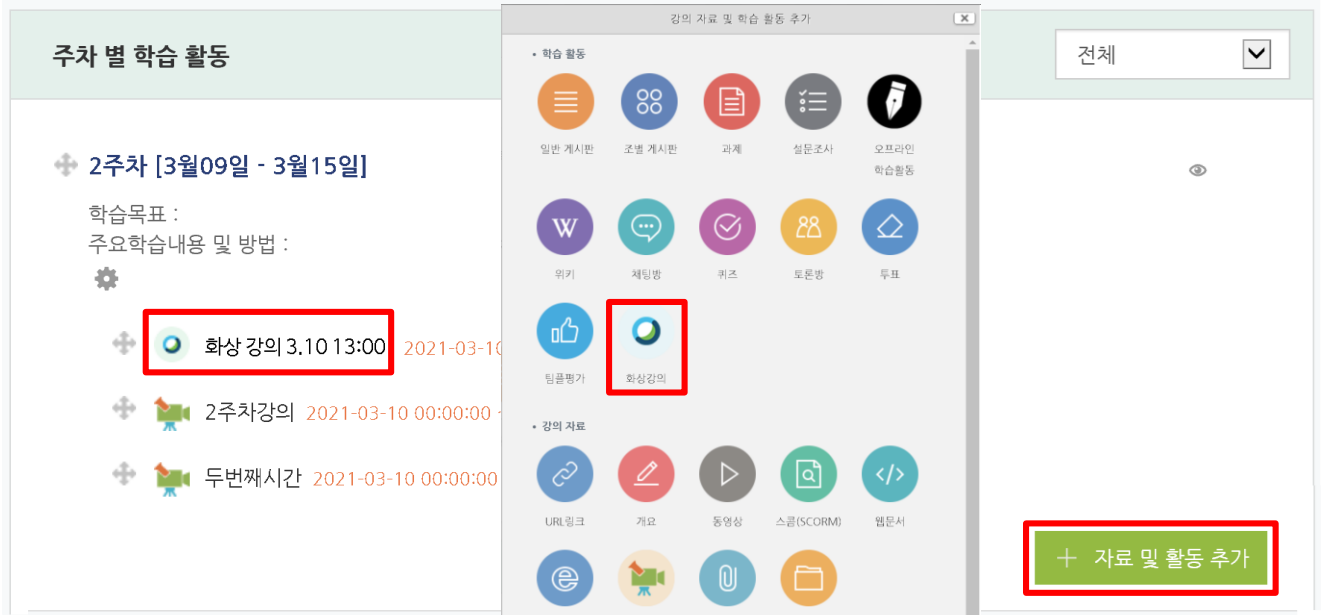 주차 별 학습 활동
전체
2주차 [3월09일 - 3월15일]
학습목표 :
주요학습내용 및 방법 :
화상 강의 3.10 13:00 2021-03-10
2주차강의 2021-03-10 00:00:00 ~
두번째시간 2021-03-10 00:00:00
+ 자료 및 활동 추가
강의 자료 및 학습 활동 추가
• 학습 활동
일반 게시판 조별 게시판 과제 설문조사 오프라인
학습활동
W
위키 채팅방 퀴즈 토론방 투표
팀플평가 화상강의
• 강의 자료
</>
URL링크 개요 동영상 스콤(SCORM) 웹문서